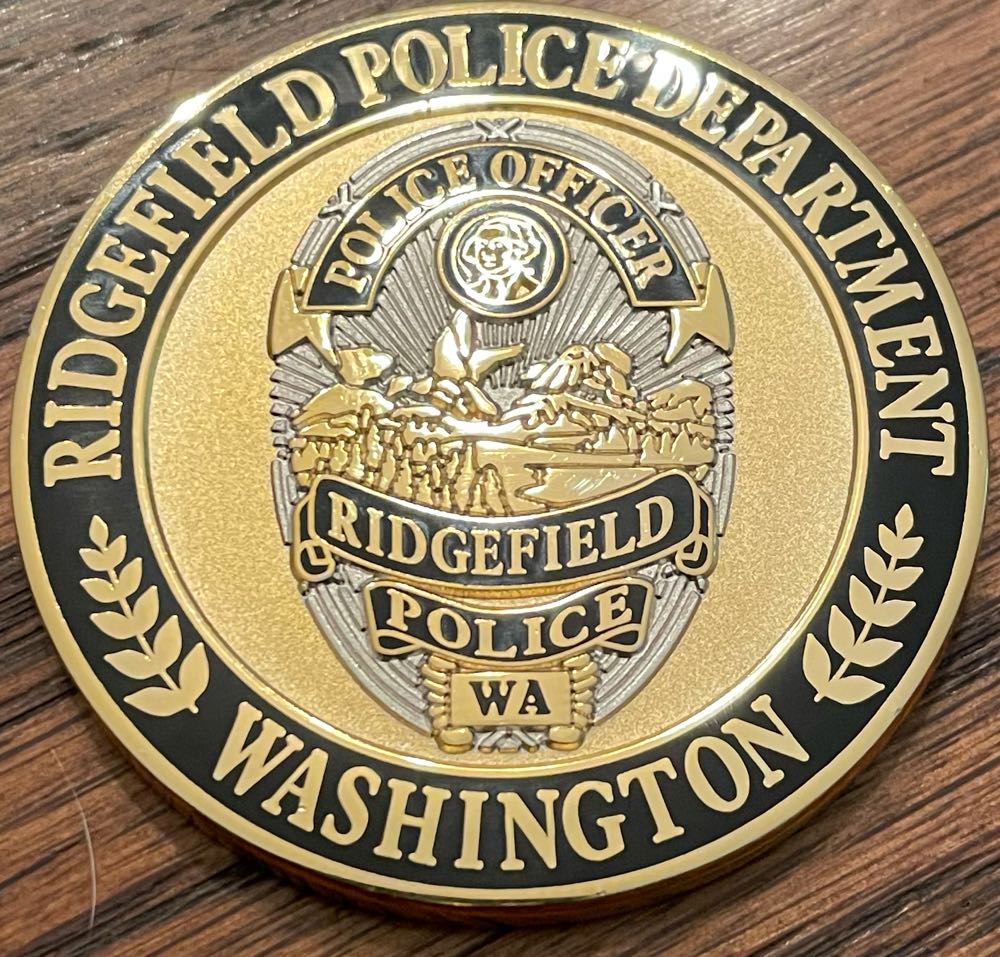 RIDGEFIELD POLICE DEPARTMENT
POLICE OFFICER
RIDGEFIELD
POLICE
WA
WASHINGTON